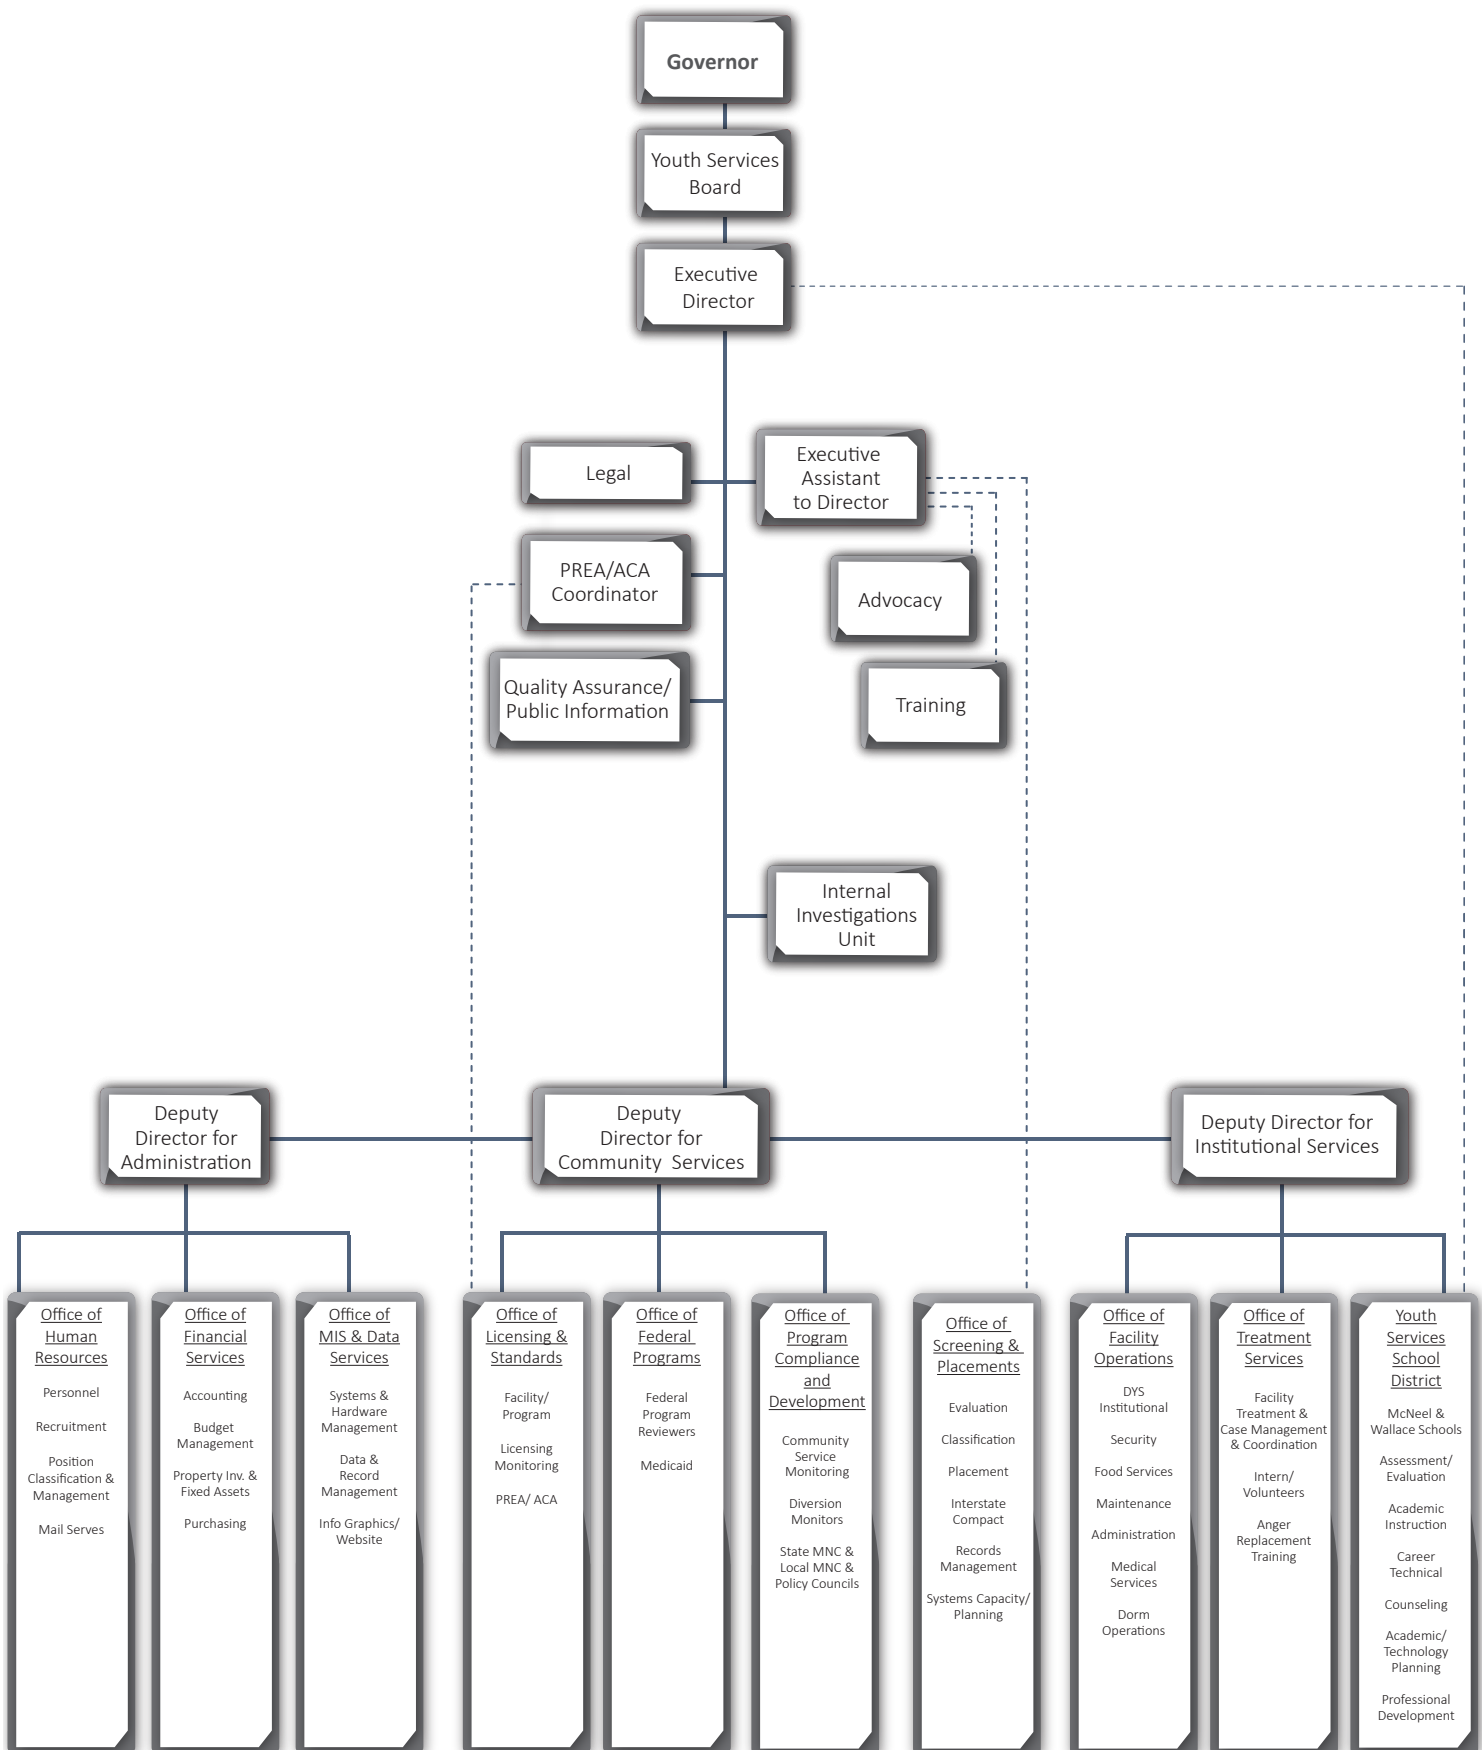 Governor
Youth Services
Board
Executive
Director
Legal
Executive
Assistant
to Director
PREA/ACA
Coordinator
Advocacy
Quality Assurance/
Public Information
Training
Internal
Investigations
Unit
Deputy
Director for
Administration
Deputy
Director for
Community Services
Deputy Director for
Institutional Services
Office of
Human
Resources
Personnel
Recruitment
Position
Classification &
Management
Mail Serves
Office of
Financial
Services
Accounting
Budget
Management
Property Inv. &
Fixed Assets
Purchasing
Office of
MIS & Data
Services
Systems &
Hardware
Management
Data &
Record
Management
Info Graphics/
Website
Office of
Licensing &
Standards
Facility/
Program
Licensing
Monitoring
PREA/ ACA
Office of
Federal
Programs
Federal
Program
Reviewers
Medicaid
Office of
Program
Compliance
and
Development
Community
Service
Monitoring
Diversion
Monitors
State MNC &
Local MNC &
Policy Councils
Office of
Screening &
Placements
Evaluation
Classification
Placement
Interstate
Compact
Records
Management
Systems Capacity/
Planning
Office of
Facility
Operations
DYS
Institutional
Security
Food Services
Maintenance
Administration
Medical
Services
Dorm
Operations
Office of
Treatment
Services
Facility
Treatment &
Case Management
& Coordination
Intern/
Volunteers
Anger
Replacement
Training
Youth
Services
School
District
McNeel &
Wallace Schools
Assessment/
Evaluation
Academic
Instruction
Career
Technical
Counseling
Academic/
Technology
Planning
Professional
Development